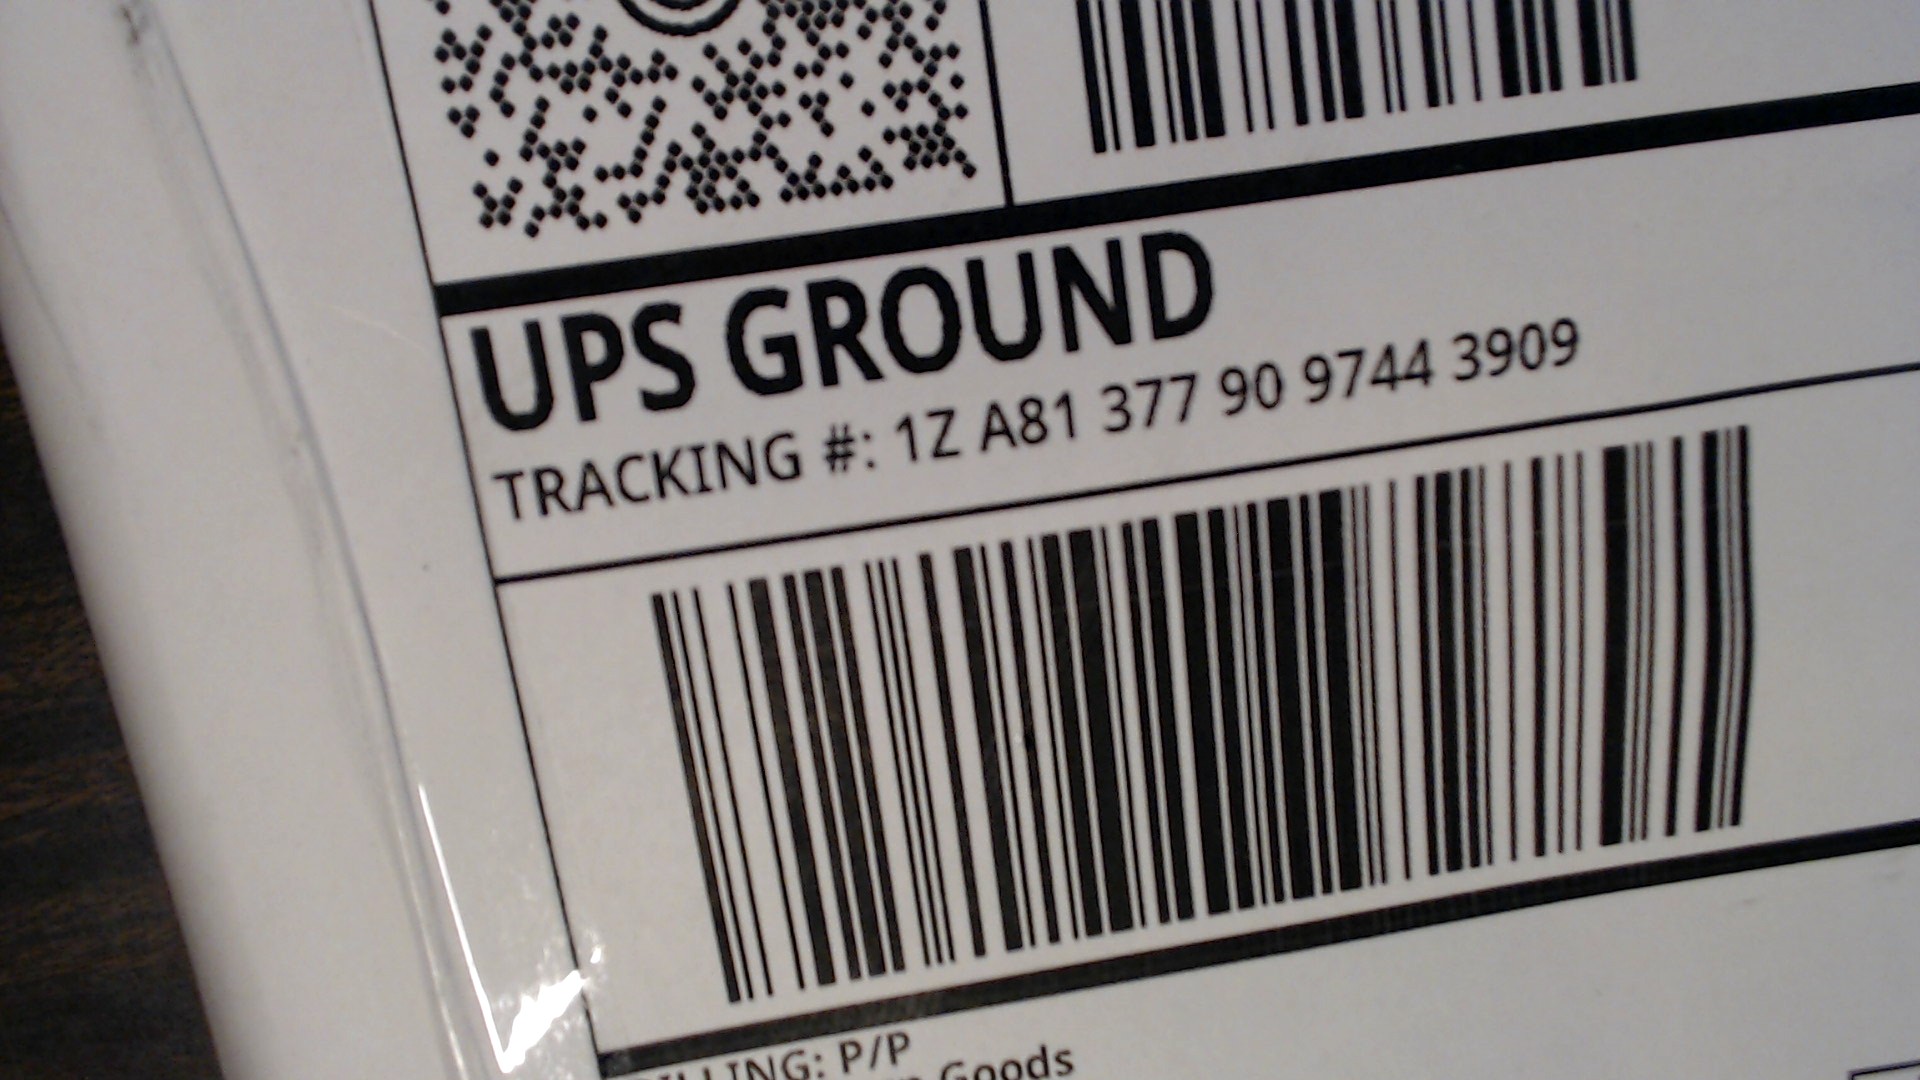 UPS GROUND
TRACKING #: 1Z A81 377 90 9744 3909
BILLING: P/P
Goods